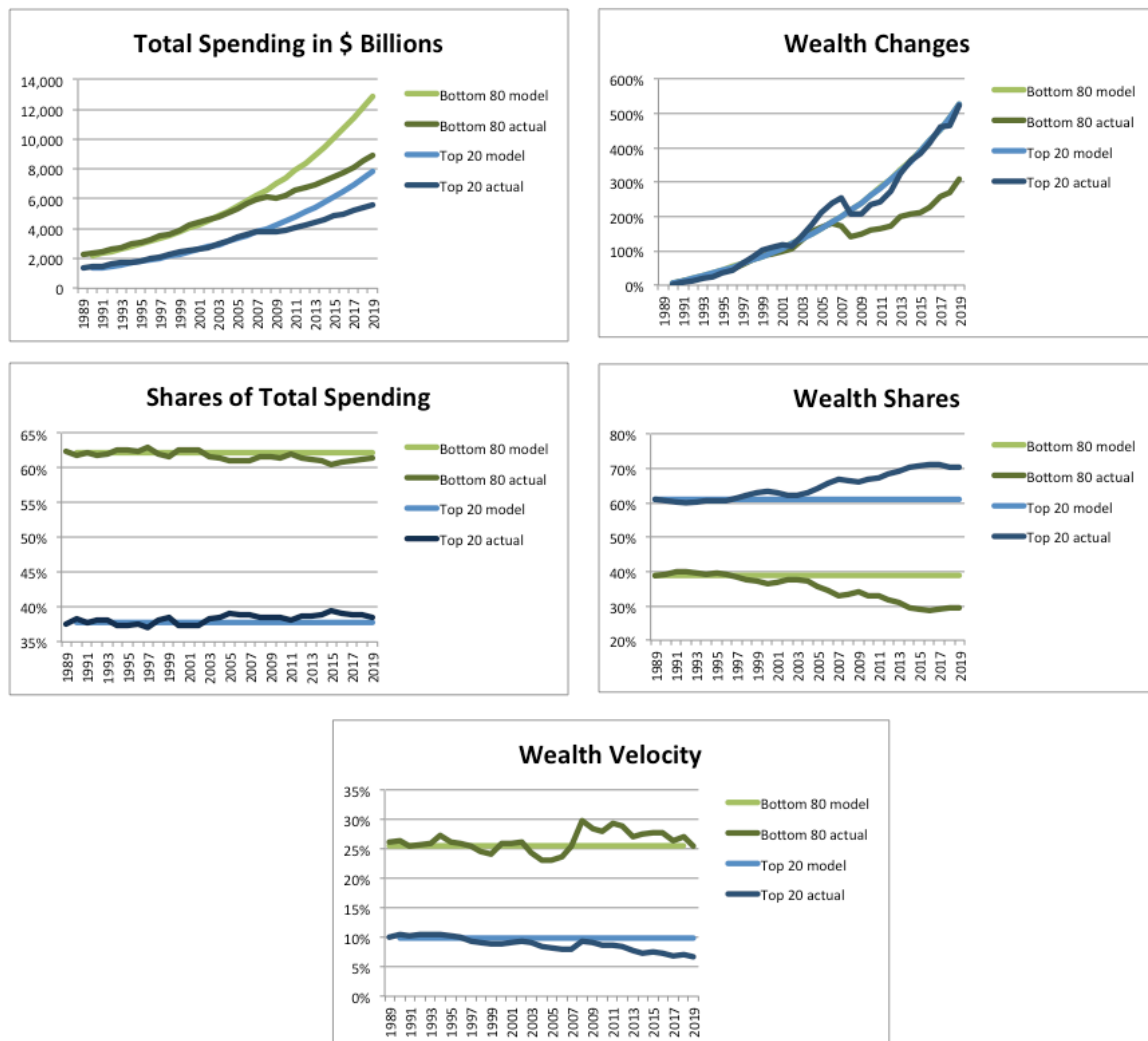 Total Spending in $ Billions
14,000
12,000
10,000
8,000
6,000
4,000
2,000
0
1989 1991 1993 1995 1997 1999 2001 2003 2005 2007 2009 2011 2013 2015 2017 2019
Bottom 80 model
Bottom 80 actual
Top 20 model
Top 20 actual
Wealth Changes
600%
500%
400%
300%
200%
100%
0%
1989 1991 1993 1995 1997 1999 2001 2003 2005 2007 2009 2011 2013 2015 2017 2019
Bottom 80 model
Bottom 80 actual
Top 20 model
Top 20 actual
Shares of Total Spending
65%
60%
55%
50%
45%
40%
35%
1989 1991 1993 1995 1997 1999 2001 2003 2005 2007 2009 2011 2013 2015 2017 2019
Bottom 80 model
Bottom 80 actual
Top 20 model
Top 20 actual
Wealth Shares
80%
70%
60%
50%
40%
30%
20%
1989 1991 1993 1995 1997 1999 2001 2003 2005 2007 2009 2011 2013 2015 2017 2019
Bottom 80 model
Bottom 80 actual
Top 20 model
Top 20 actual
Wealth Velocity
35%
30%
25%
20%
15%
10%
5%
0%
1989 1991 1993 1995 1997 1999 2001 2003 2005 2007 2009 2011 2013 2015 2017 2019
Bottom 80 model
Bottom 80 actual
Top 20 model
Top 20 actual